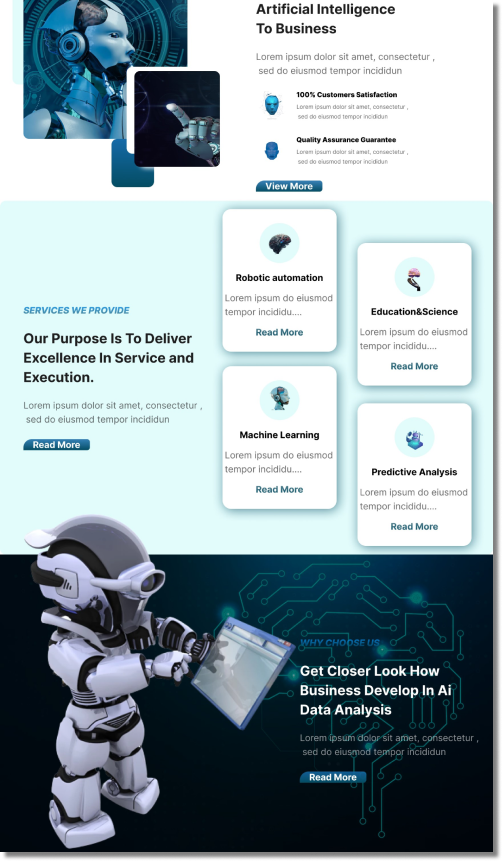 Artificial Intelligence
To Business
Lorem ipsum dolor sit amet, consectetur ,
sed do eiusmod tempor incididun
100% Customers Satisfaction
Lorem ipsum dolor sit amet, consectetur ,
sed do eiusmod tempor incididun
Quality Assurance Guarantee
Lorem ipsum dolor sit amet, consectetur ,
sed do eiusmod tempor incididun
View More
SERVICES WE PROVIDE
Our Purpose Is To Deliver
Excellence In Service and
Execution.
Lorem ipsum dolor sit amet, consectetur ,
sed do eiusmod tempor incididun
Read More
Robotic automation
Lorem ipsum do eiusmod
tempor incididu....
Read More
Education&Science
Lorem ipsum do eiusmod
tempor incididu....
Read More
Machine Learning
Lorem ipsum do eiusmod
tempor incididu....
Read More
Predictive Analysis
Lorem ipsum do eiusmod
tempor incididu....
Read More
WHY CHOOSE US
Get Closer Look How
Business Develop In Ai
Data Analysis
Lorem ipsum dolor sit amet, consectetur ,
sed do eiusmod tempor incididun
Read More